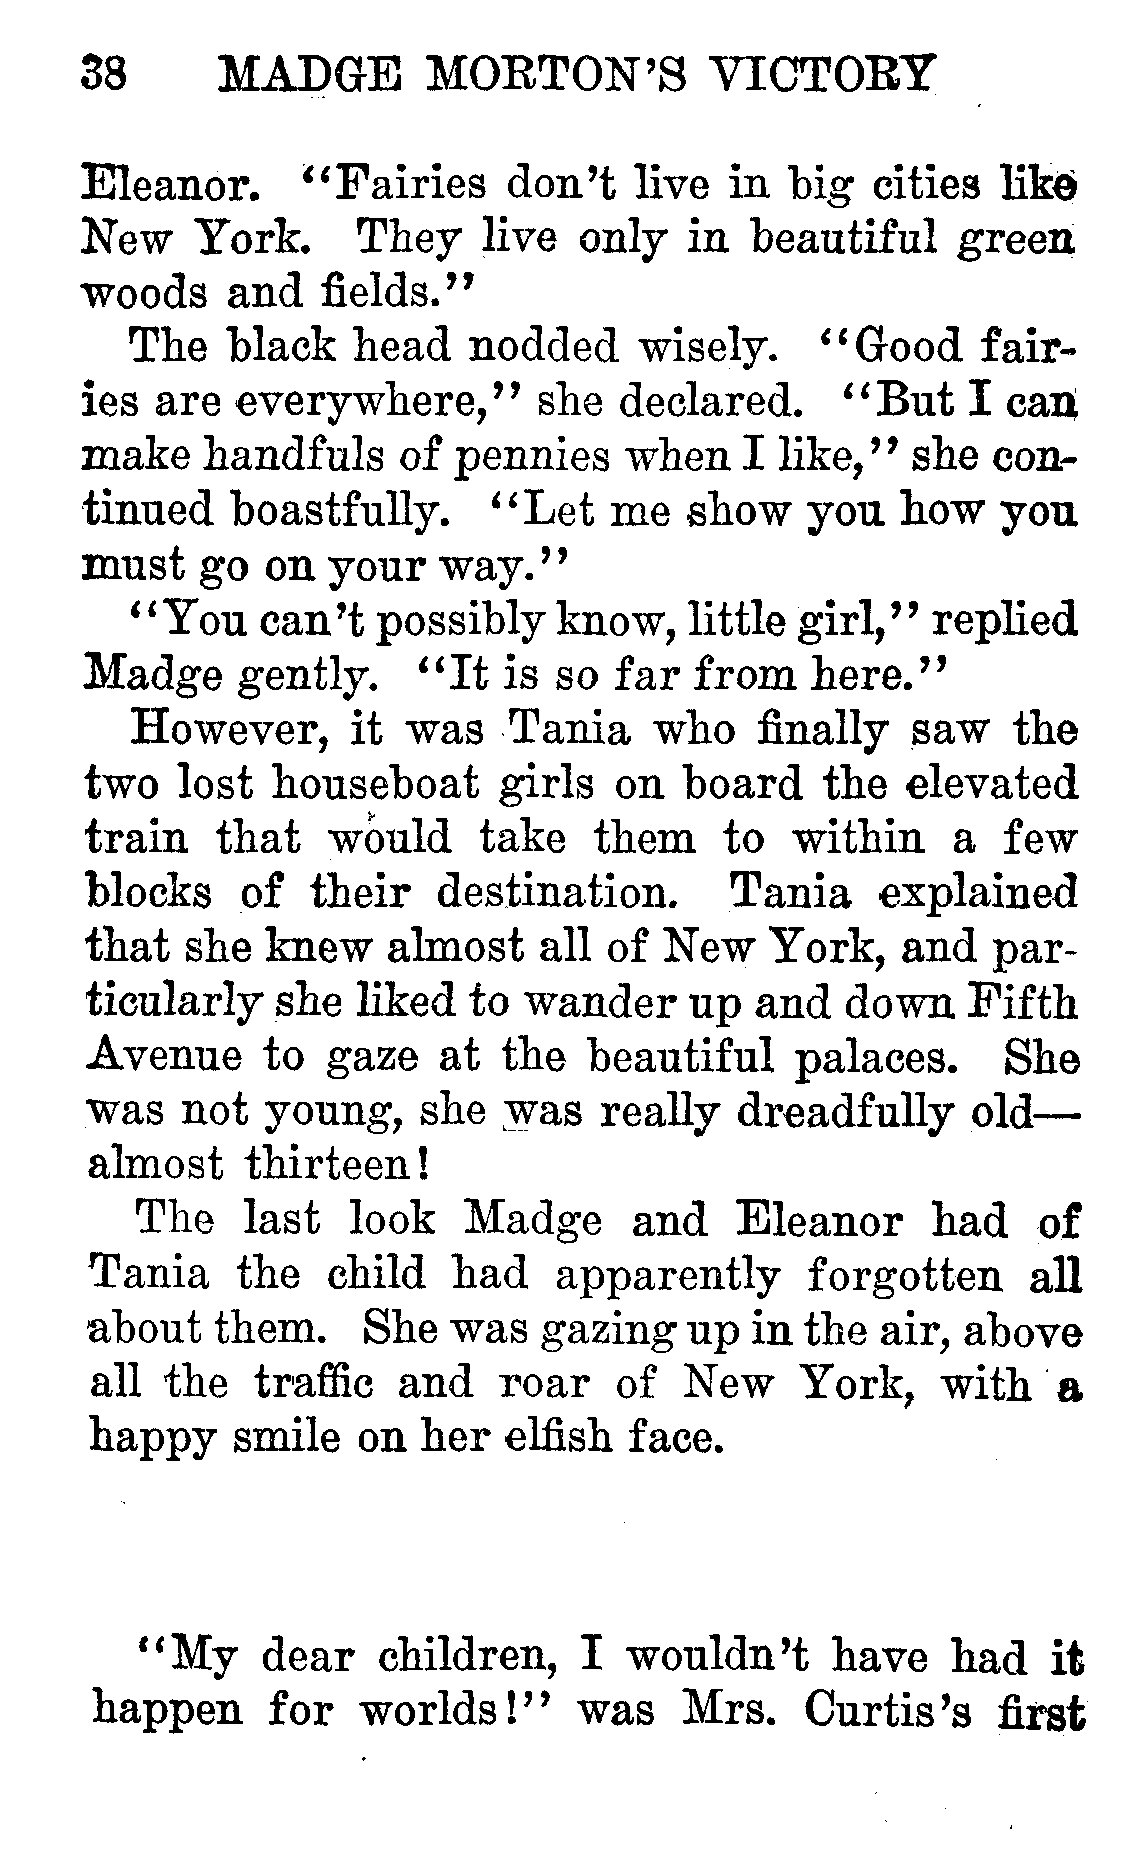 38 MADGE MORTON'S VICTORY
Eleanor. "Fairies don't live in big cities like
New York. They live only in beautiful green
woods and fields."
The black head nodded wisely. "Good fair-
ies are everywhere," she declared. "But I can
make handfuls of pennies when I like," she con-
tinued boastfully. "Let me show you how you
must go on your way."
"You can't possibly know, little girl," replied
Madge gently. "It is so far from here."
However, it was Tania who finally saw the
two lost houseboat girls on board the elevated
train that would take them to within a few
blocks of their destination. Tania explained
that she knew almost all of New York, and par-
ticularly she liked to wander up and down Fifth
Avenue to gaze at the beautiful palaces. She
was not young, she was really dreadfully old—
almost thirteen!
The last look Madge and Eleanor had of
Tania the child had apparently forgotten all
about them. She was gazing up in the air, above
all the traffic and roar of New York, with a
happy smile on her elfish face.
"My dear children, I wouldn't have had it
happen for worlds!" was Mrs. Curtis's first